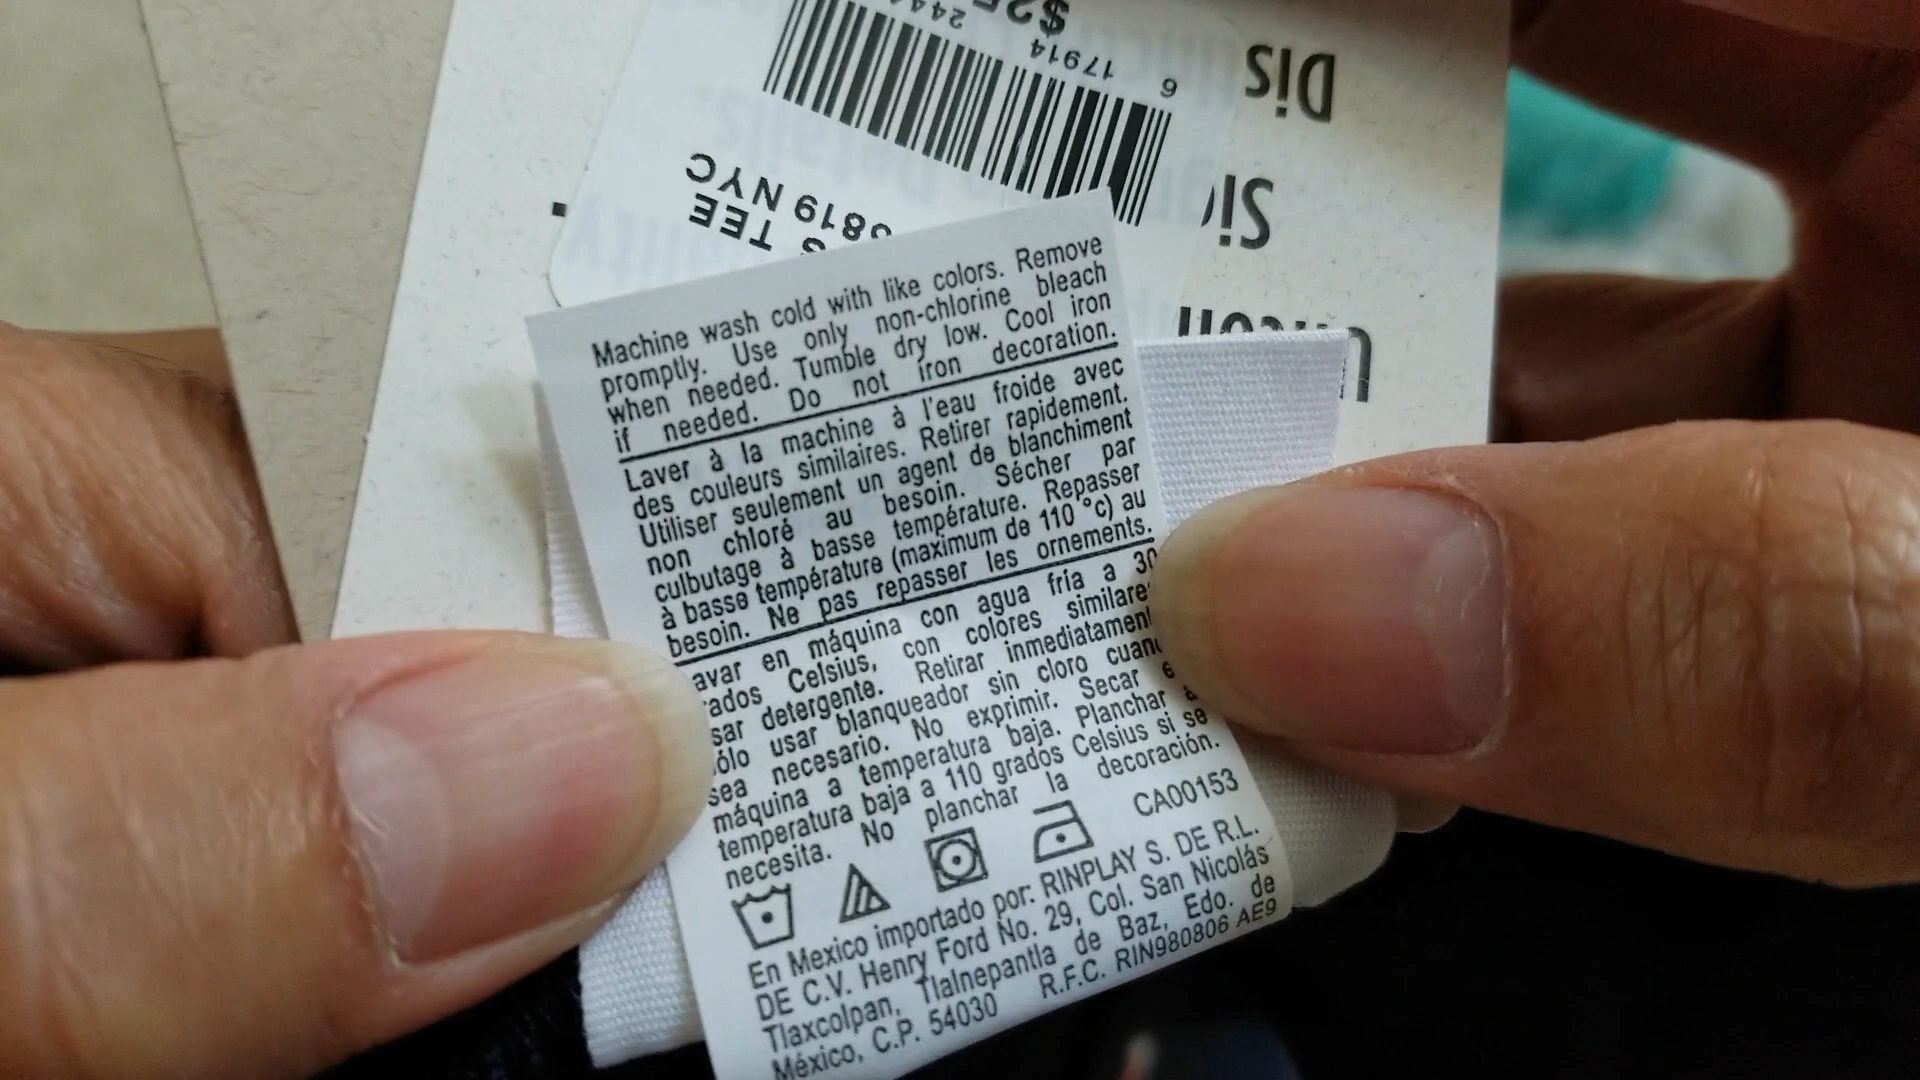 Machine wash cold with like colors. Remove
promptly. Use only non-chlorine bleach
when needed. Tumble dry low. Cool iron
if needed. Do not iron decoration.
Laver à la machine à l'eau froide avec
des couleurs similaires. Retirer rapidement.
Utiliser seulement un agent de blanchiment
non chloré au besoin. Sécher par
culbutage à basse température. Repasser
à basse température (maximum de 110 °c) au
besoin. Ne pas repasser les ornements.
avar en máquina con agua fria a 30
ados Celsius, con colores similare
sar detergente. Retirar inmediatament
ólo usar blanqueador sin cloro cuand
sea necesario. No exprimir. Secar e
máquina a temperatura baja. Planchar a
temperatura baja a 110 grados Celsius si se
necesita. No planchar la decoración.
CA00153
En Mexico importado por: RINPLAY S. DE R.L.
DE C.V. Henry Ford No. 29, Col. San Nicolás
Tlaxcolpan, Tlalnepantla de Baz, Edo. de
México, C.P. 54030 R.F.C. RIN980806 AE9
Dis
Sig
6 17914 244
S TEE
6819 NYC